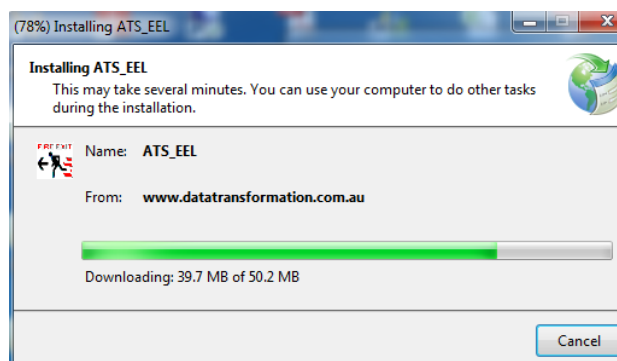 (78%) Installing ATS_EEL
Installing ATS_EEL
This may take several minutes. You can use your computer to do other tasks
during the installation.
FIRE EXIT
Name: ATS_EEL
From: www.datatransformation.com.au
Downloading: 39.7 MB of 50.2 MB
Cancel